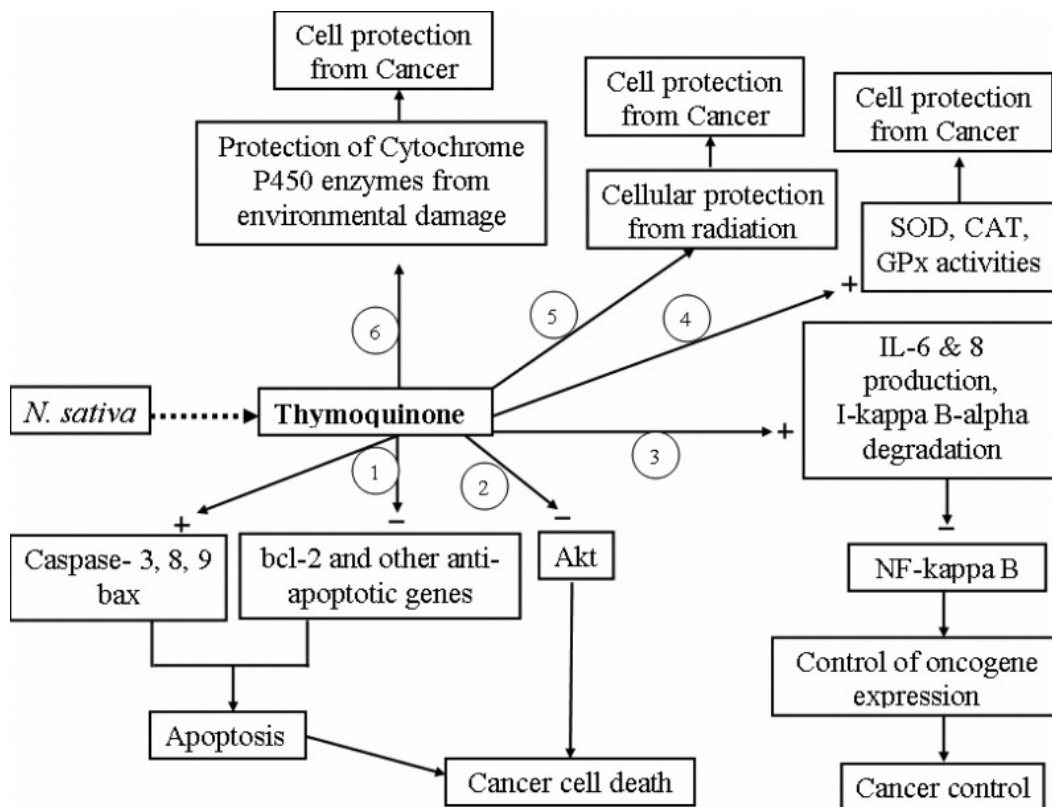 Cell protection
from Cancer
Cell protection
from Cancer
Cell protection
from Cancer
Protection of Cytochrome
P450 enzymes from
environmental damage
Cellular protection
from radiation
SOD, CAT,
GPx activities
+
6
5
4
IL-6 & 8
production,
I-kappa B-alpha
degradation
N. sativa
Thymoquinone
+
3
1
2
+
−
−
−
Caspase- 3, 8, 9
bax
bcl-2 and other anti-
apoptotic genes
Akt
NF-kappa B
Control of oncogene
expression
Apoptosis
Cancer cell death
Cancer control